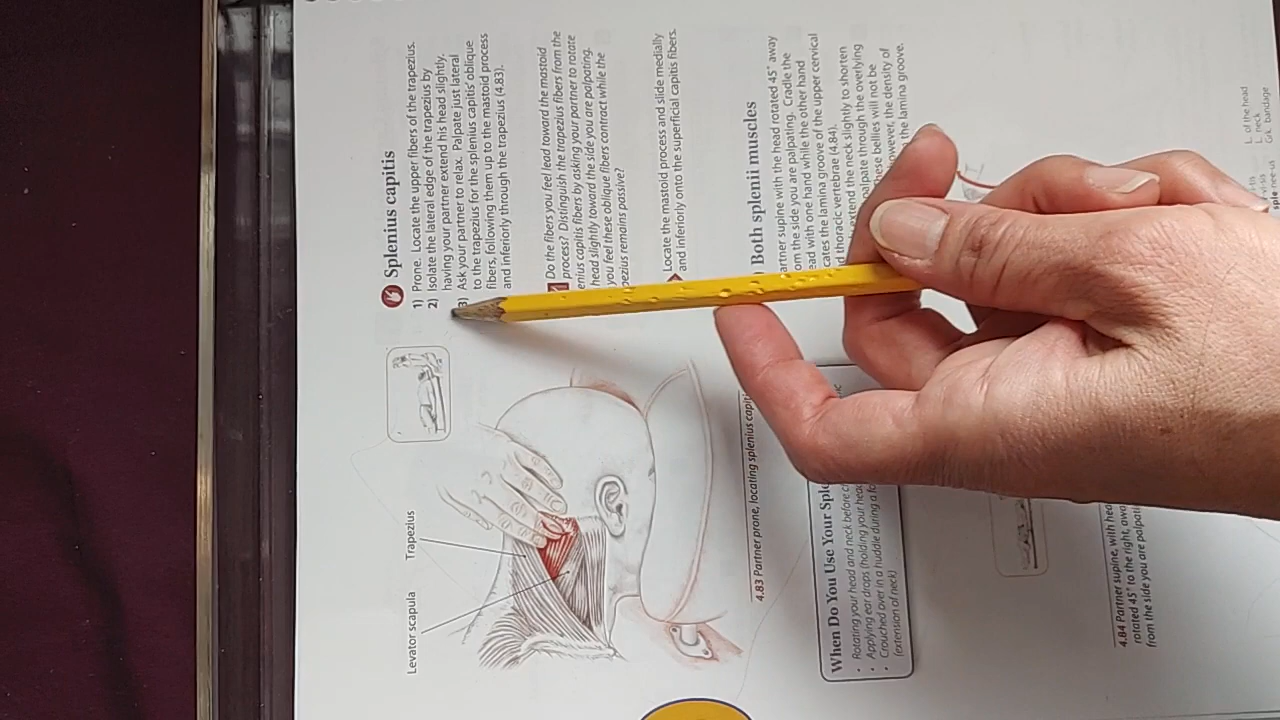 Splenius capitis
1) Prone. Locate the upper fibers of the trapezius.
2) Isolate the lateral edge of the trapezius by
having your partner extend his head slightly.
3) Ask your partner to relax. Palpate just lateral
to the trapezius for the splenius capitis' oblique
fibers, following them up to the mastoid process
and inferiorly through the trapezius (4.83).
Do the fibers you feel lead toward the mastoid
process? Distinguish the trapezius fibers from the
enius capitis fibers by asking your partner to rotate
head slightly toward the side you are palpating.
you feel these oblique fibers contract while the
pezius remains passive?
Locate the mastoid process and slide medially
and inferiorly onto the superficial capitis fibers.
Both splenii muscles
artner supine with the head rotated 45° away
om the side you are palpating. Cradle the
ead with one hand while the other hand
cates the lamina groove of the upper cervical
d thoracic vertebrae (4.84).
extend the neck slightly to shorten
palpate through the overlying
hese bellies will not be
owever, the density of
the lamina groove.
Levator scapula
Trapezius
4.83 Partner prone, locating splenius capiti
When Do You Use Your Sple
• Rotating your head and neck before c
• Applying ear drops (holding your hea
• Crouched over in a huddle during a fo
(extension of neck)
4.84 Partner supine, with hea
rotated 45° to the right, awa
from the side you are palpati
L. of the head
L. neck
Grk. bandage